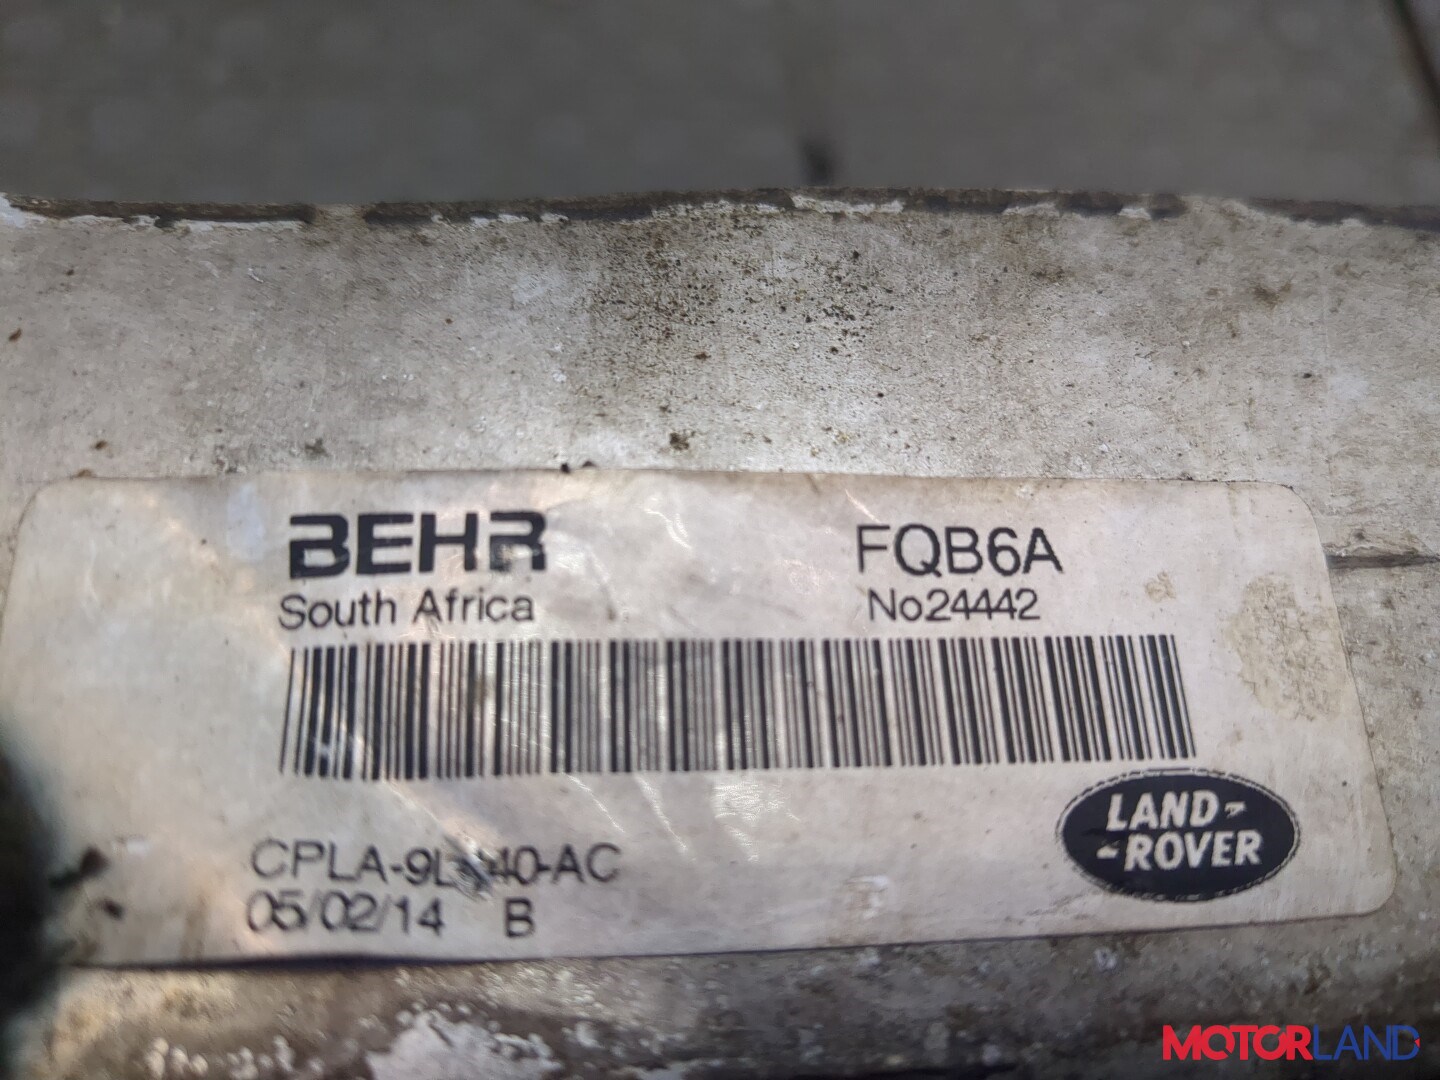 BEHR
South Africa
FQB6A
No24442
05/02/14 B
LAND-
-ROVER
MOTORLAND